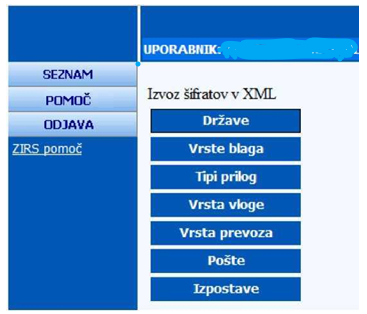 UPORABNIK:
SEZNAM
POMOČ
ODJAVA
ZIRS pomoč
Izvoz šifratov v XML
Države
Vrste blaga
Tipi prilog
Vrsta vloge
Vrsta prevoza
Pošte
Izpostave